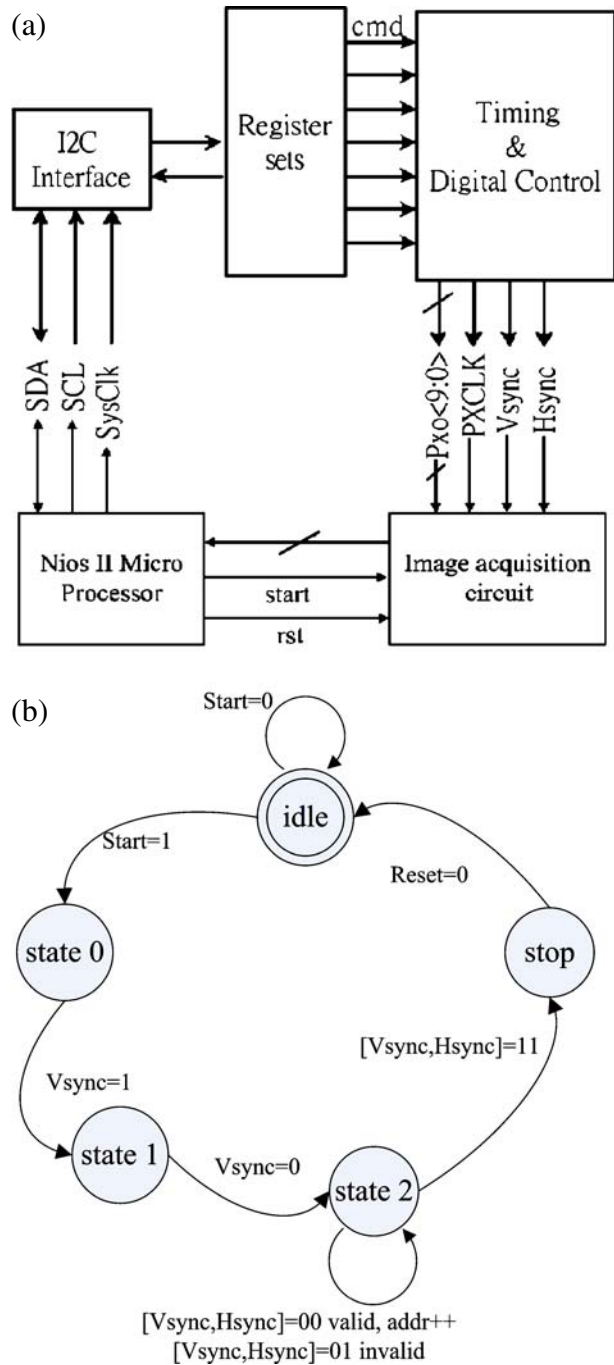 (a)
cmd
I2C
Interface
Register
sets
Timing
&
Digital Control
SDA
SCL
SysClk
Pxo<9:0>
PXCLK
Vsync
Hsync
Nios II Micro
Processor
start
rst
Image acquisition
circuit
(b)
Start=0
idle
Start=1
Reset=0
state 0
stop
[Vsync,Hsync]=11
Vsync=1
state 1
Vsync=0
state 2
[Vsync,Hsync]=00 valid, addr++
[Vsync,Hsync]=01 invalid